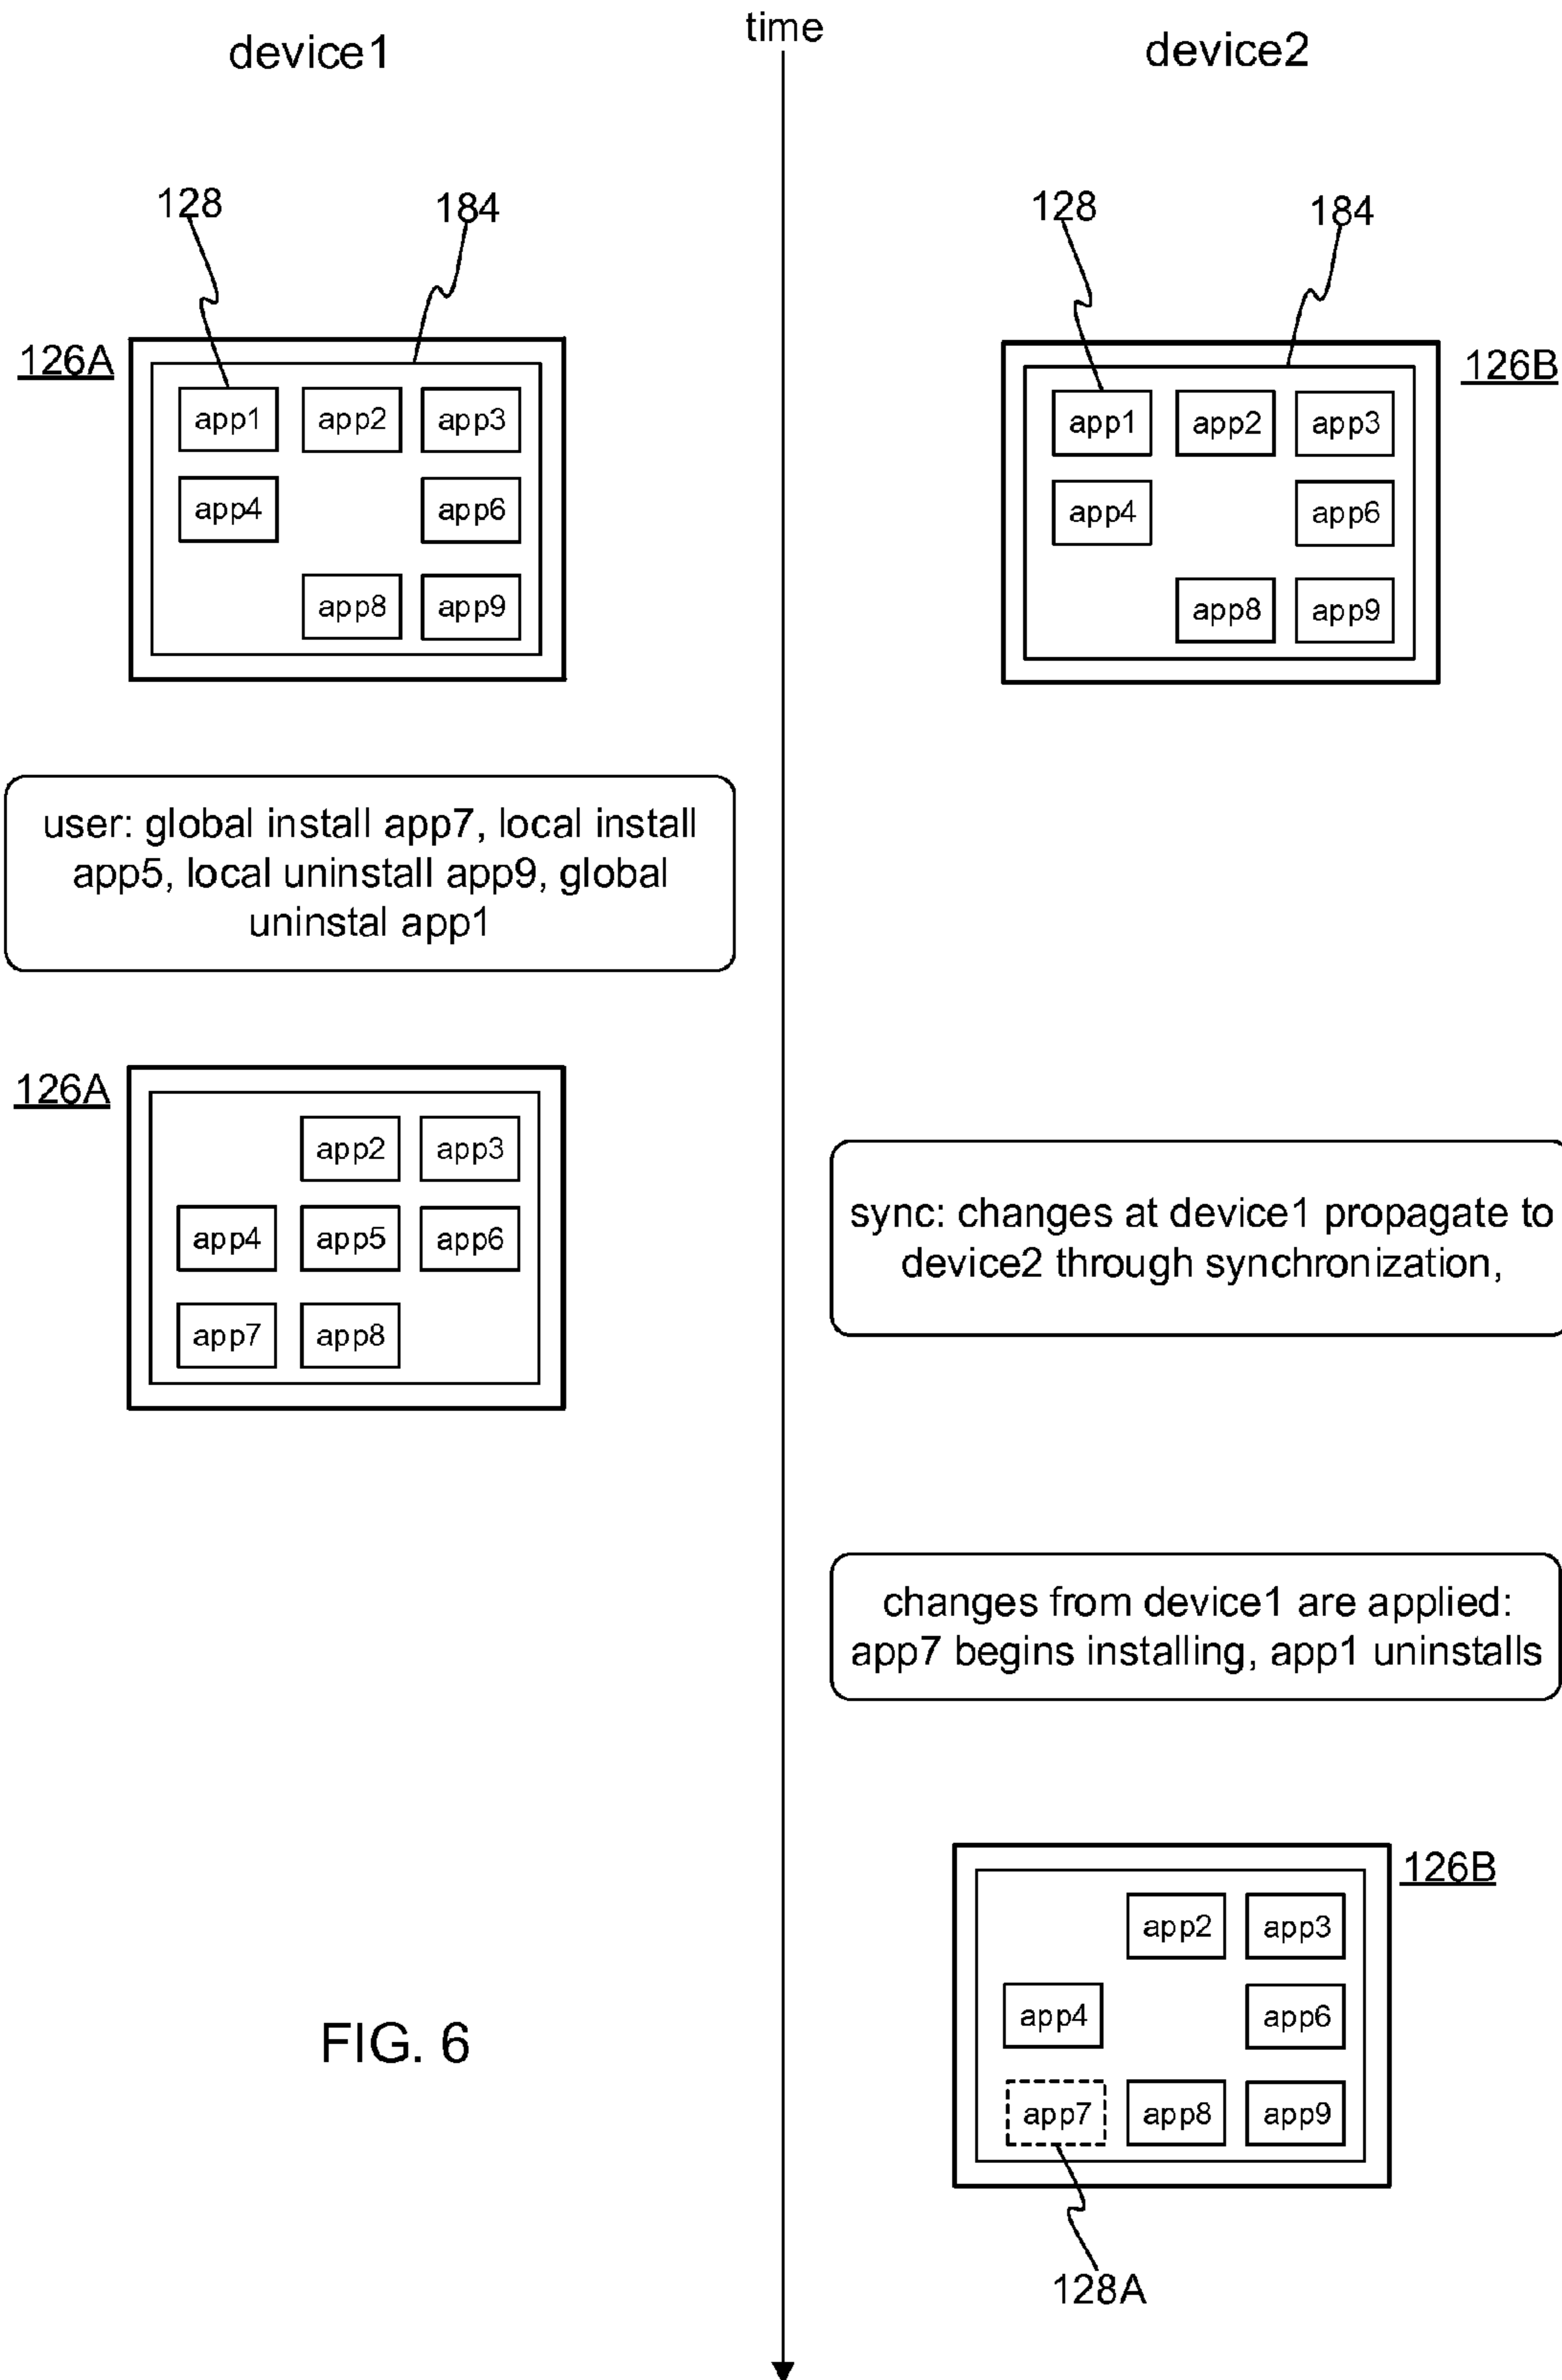 time
device1
device2
128
184
128
184
126A
126B
app1 app2 app3
app4 app6
app8 app9
app1 app2 app3
app4 app6
app8 app9
user: global install app7, local install
app5, local uninstall app9, global
uninstal app1
126A
app2 app3
app4 app5 app6
app7 app8
sync: changes at device1 propagate to
device2 through synchronization,
changes from device1 are applied:
app7 begins installing, app1 uninstalls
126B
app2 app3
app4 app6
app7 app8 app9
128A
FIG. 6